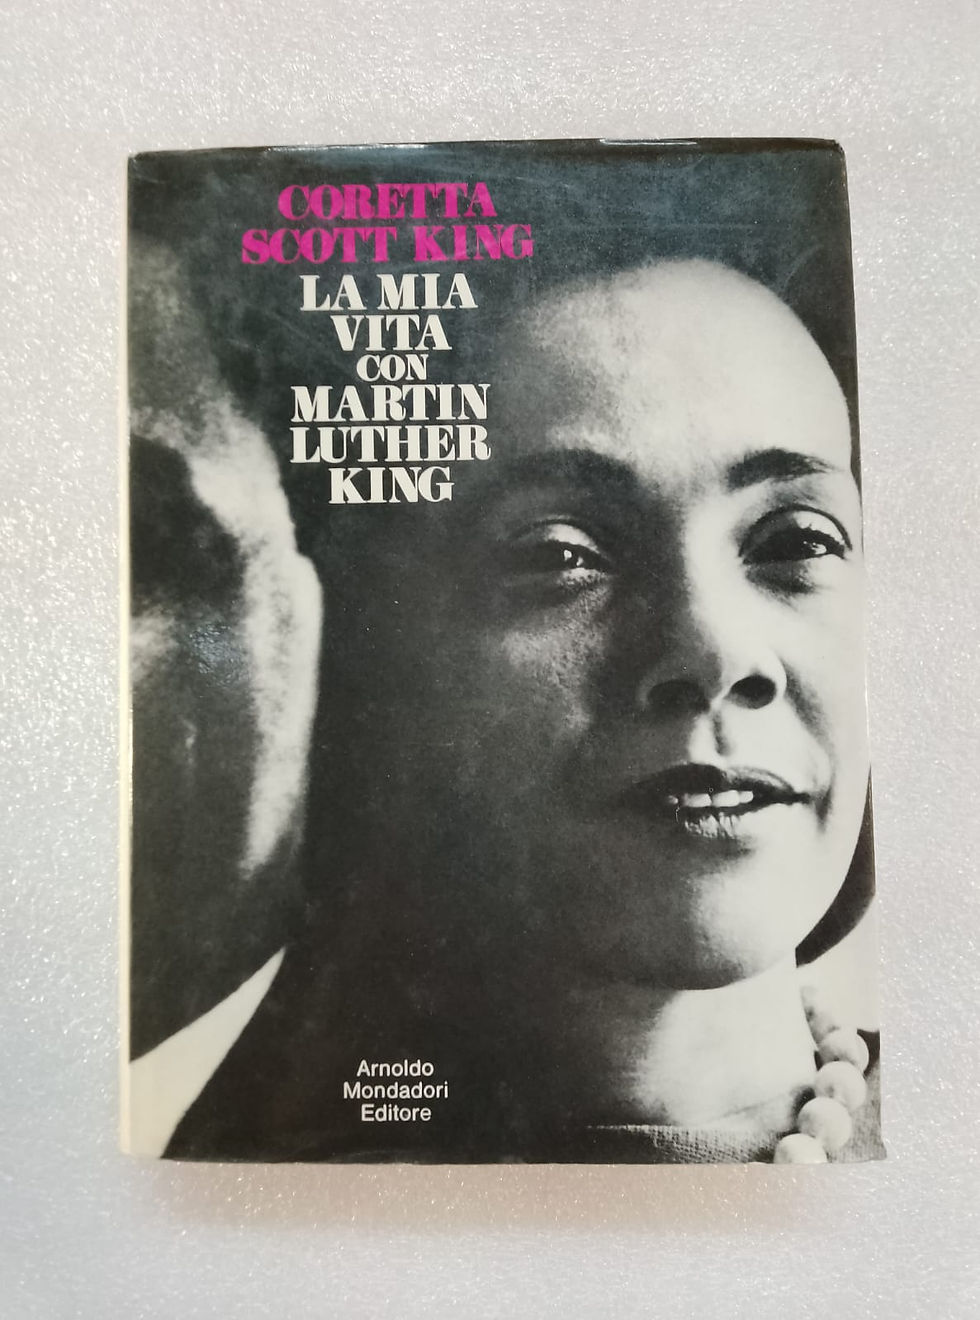 CORETTA
SCOTT KING
LA MIA
VITA
CON
MARTIN
LUTHER
KING
Arnoldo
Mondadori
Editore